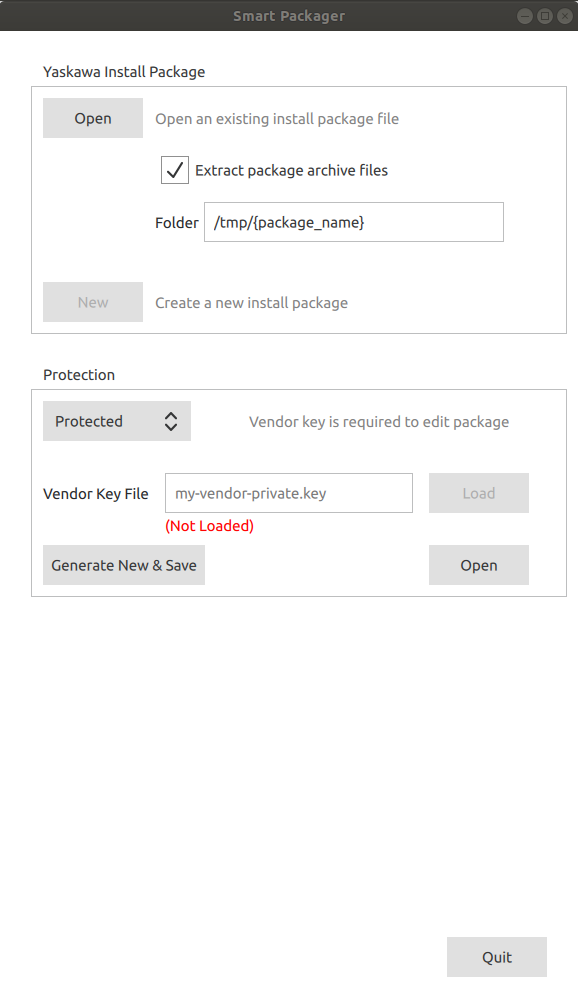 Smart Packager
Yaskawa Install Package
Open Open an existing install package file
Extract package archive files
Folder /tmp/{package_name}
New Create a new install package
Protection
Protected Vendor key is required to edit package
Vendor Key File my-vendor-private.key Load
(Not Loaded)
Generate New & Save Open
Quit